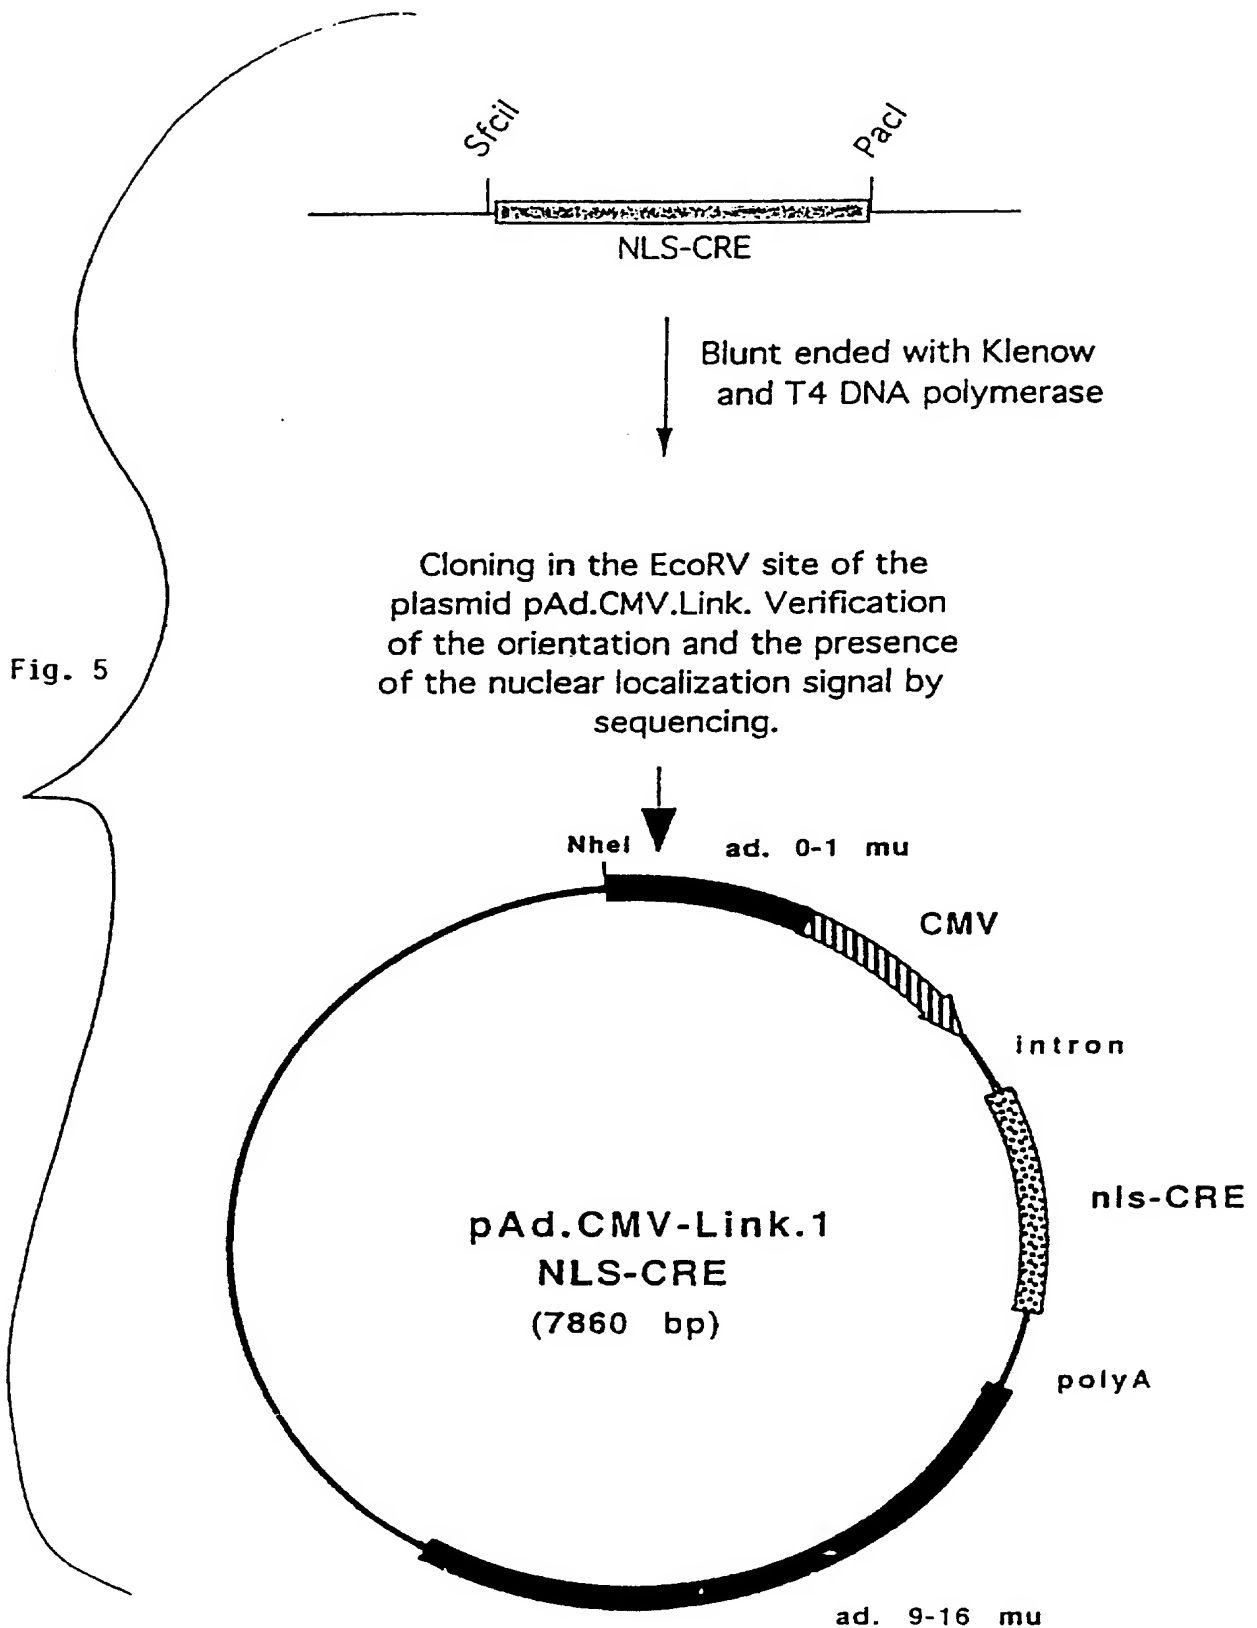 Sfcil
PacI
NLS-CRE
Blunt ended with Klenow
and T4 DNA polymerase
Cloning in the EcoRV site of the
plasmid pAd.CMV.Link. Verification
of the orientation and the presence
of the nuclear localization signal by
sequencing.
Fig. 5
NheI
ad. 0-1 mu
CMV
intron
nls-CRE
pAd.CMV-Link.1
NLS-CRE
(7860 bp)
polyA
ad. 9-16 mu